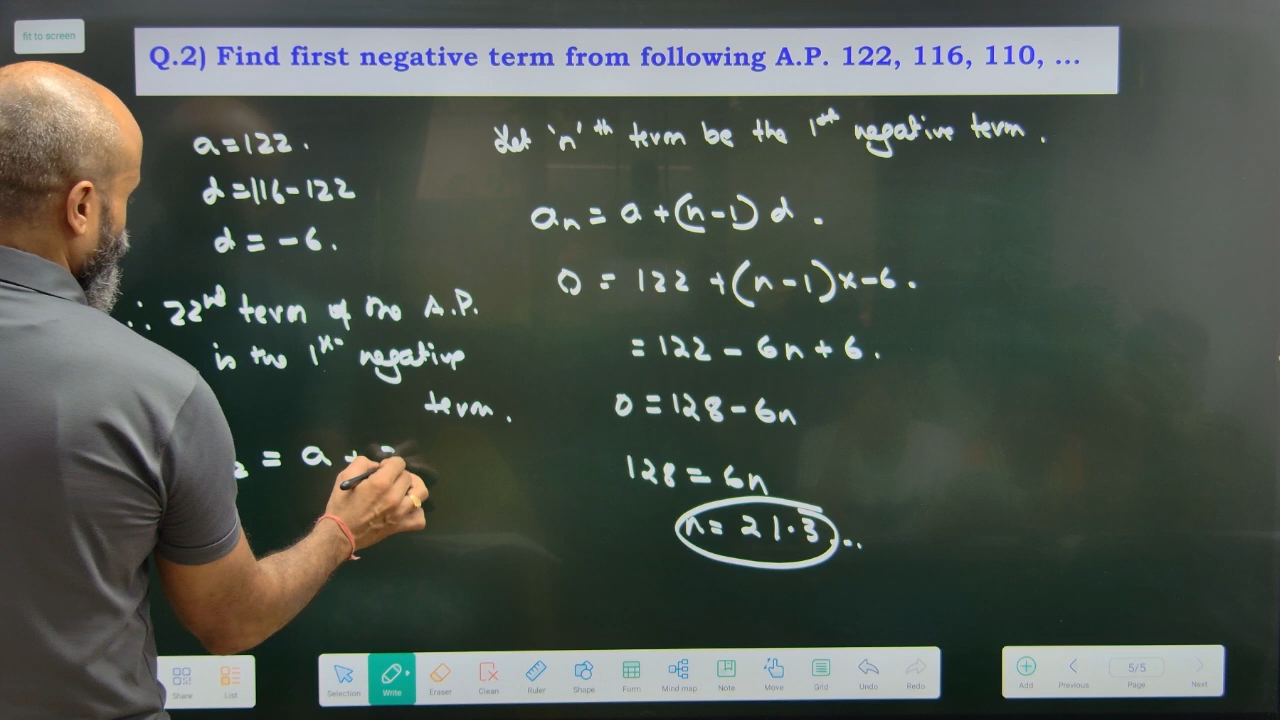 fit to screen
Q.2) Find first negative term from following A.P. 122, 116, 110, ...
a=122.
d=116-122
d=-6.
∴ 22nd term of the A.P.
is the 1st negative
term.
= a +
Let 'n'th term be the 1st negative term.
an = a+(n-1) d.
0 = 122 +(n-1)x-6.
= 122 - 6n + 6.
0 = 128 - 6n
128 = 6n
n = 21.3̅ ...
Share List
Selection Write Eraser Clean Ruler Shape Form Mind map Note Move Grid Undo Redo
Add Previous 5/5 Page Next